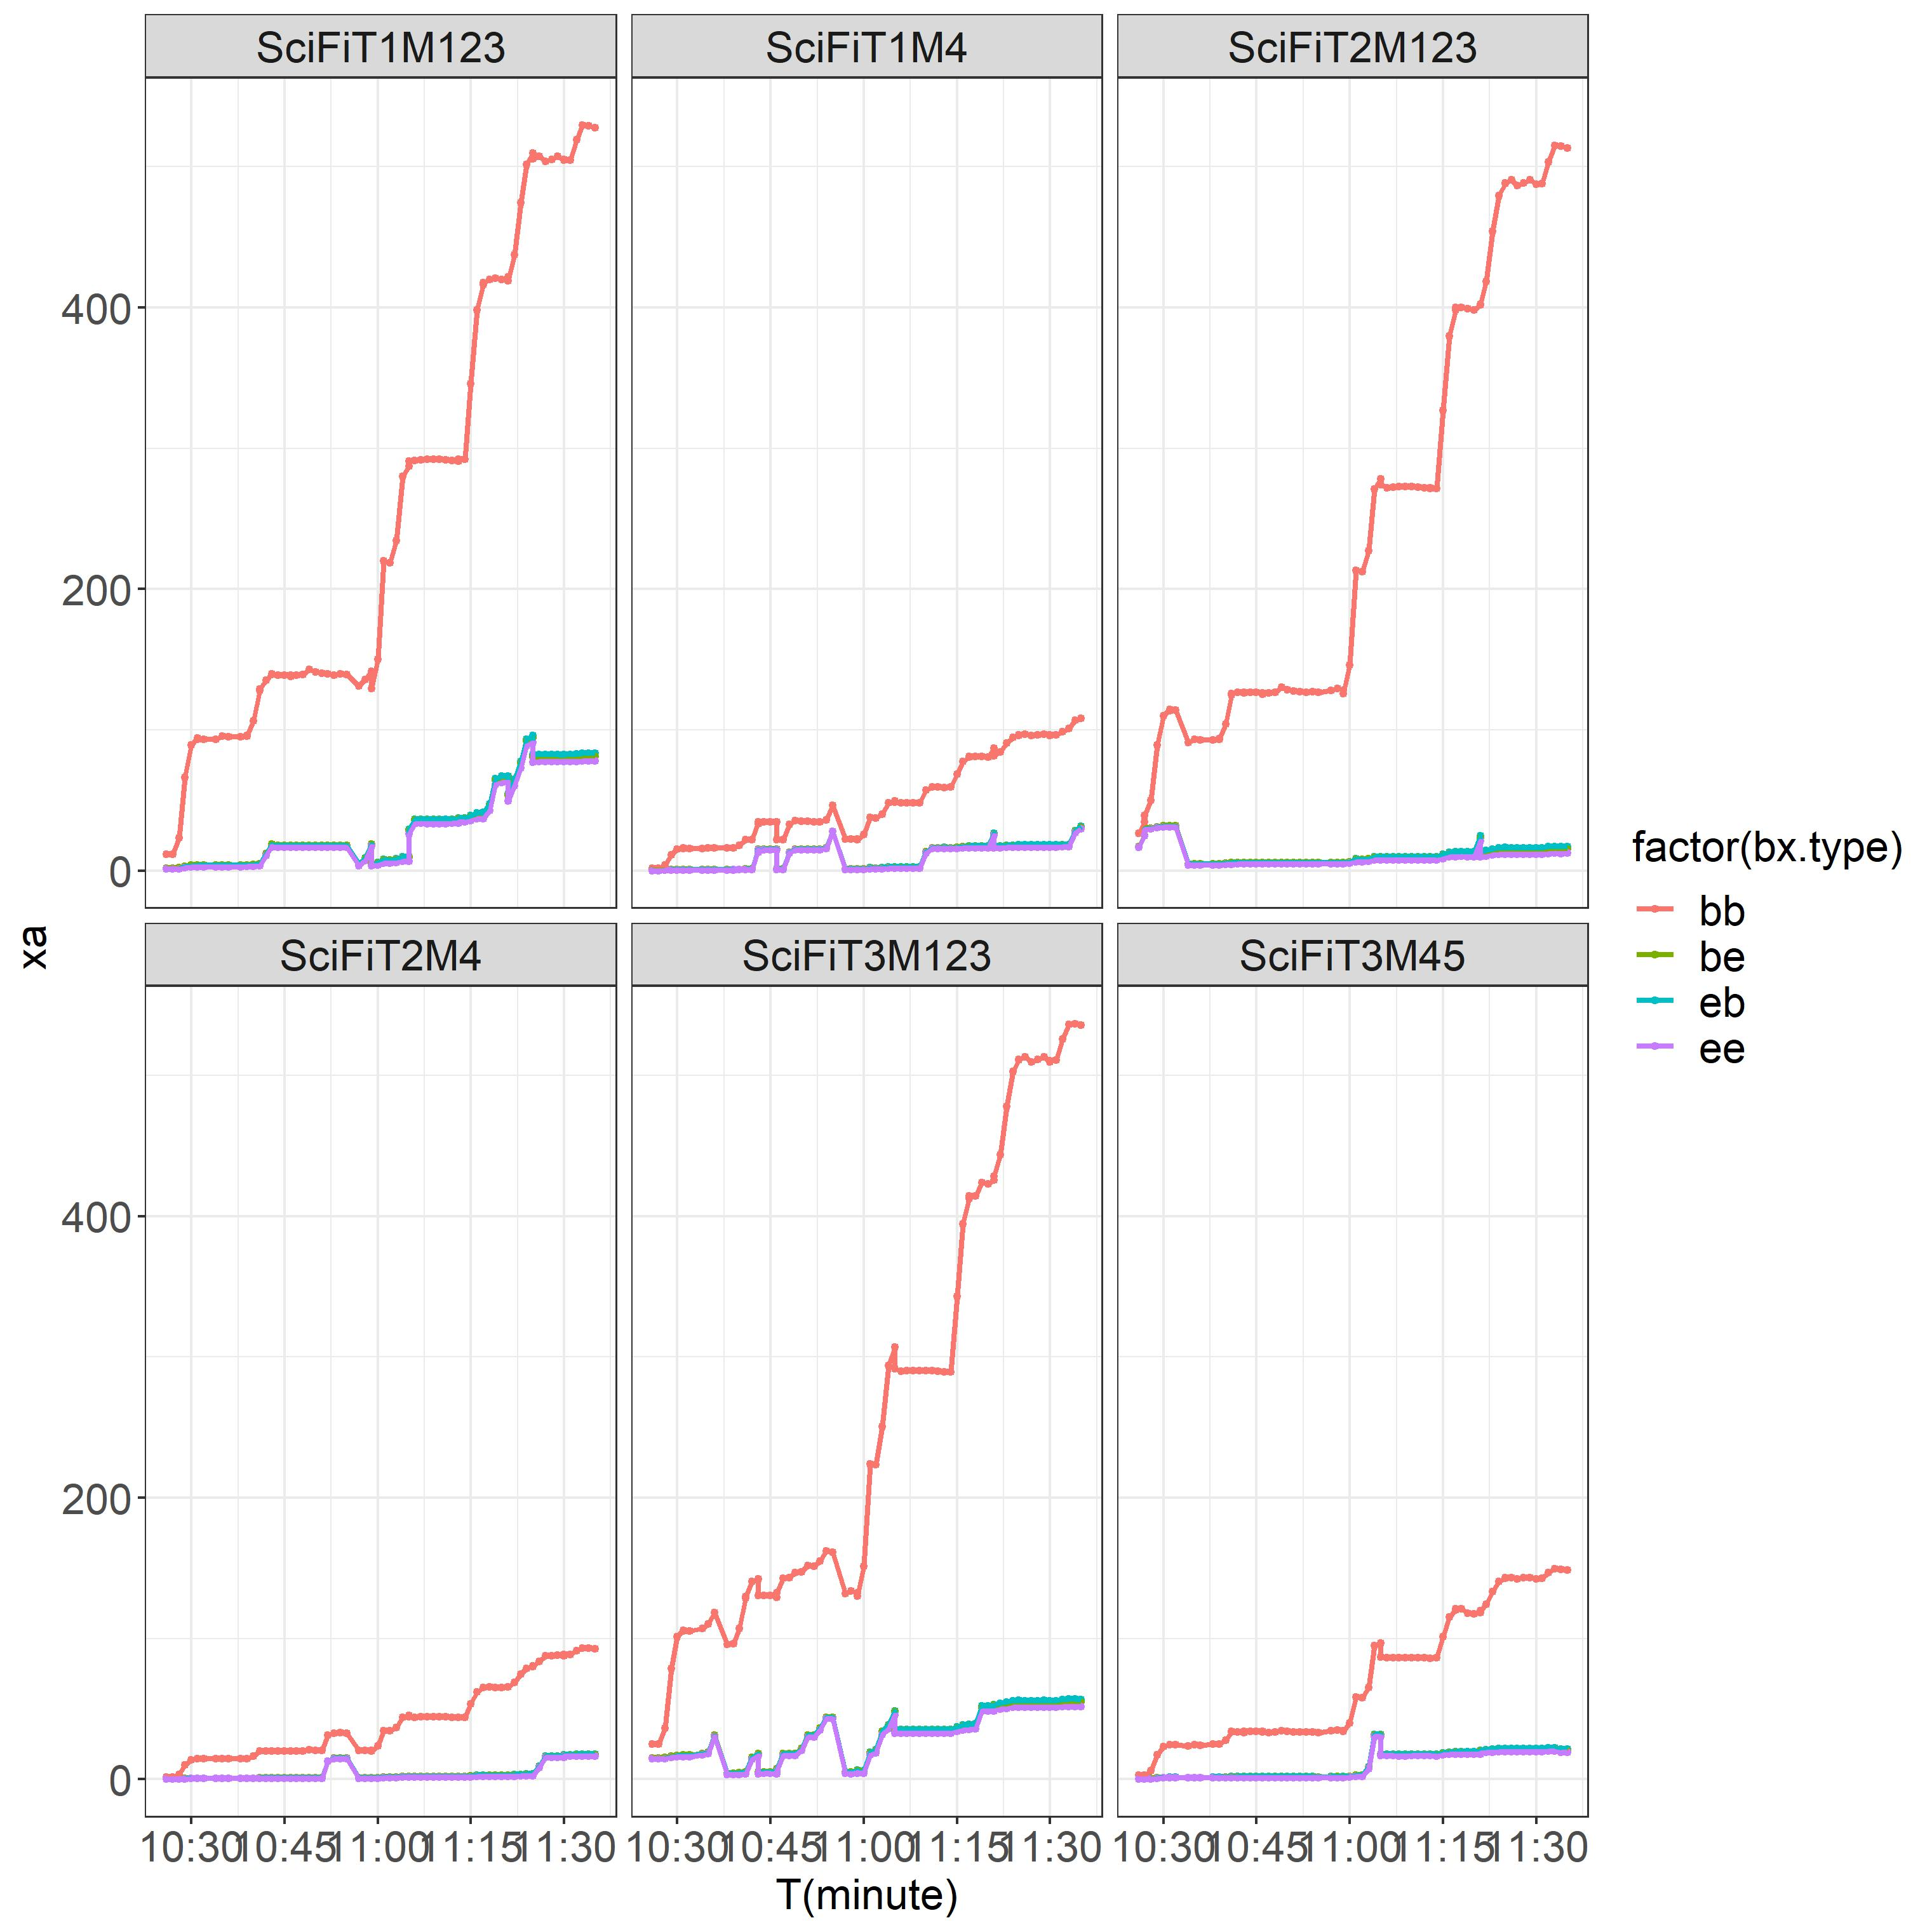 SciFiT1M123 SciFiT1M4 SciFiT2M123
400
200
0
xa
SciFiT2M4 SciFiT3M123 SciFiT3M45
400
200
0
10:30 10:45 11:00 11:15 11:30 10:30 10:45 11:00 11:15 11:30 10:30 10:45 11:00 11:15 11:30
T(minute)
factor(bx.type)
bb
be
eb
ee